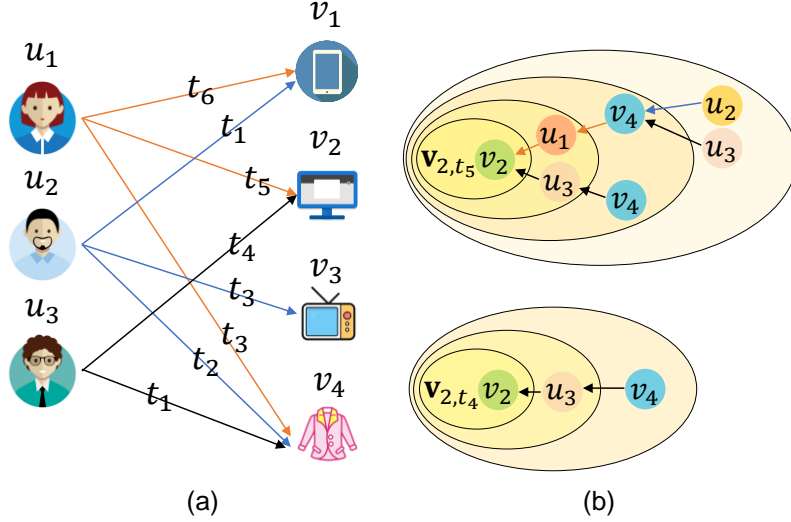 v₁
u₁
t₆
t₁
v₂
u₂
t₅
t₄
v₃
t₃
u₃
t₃
t₂
v₄
t₁
(a)
u₂
v₄
u₁
u₃
𝐯₂,ₜ₅ v₂
u₃
v₄
𝐯₂,ₜ₄ v₂ u₃ v₄
(b)